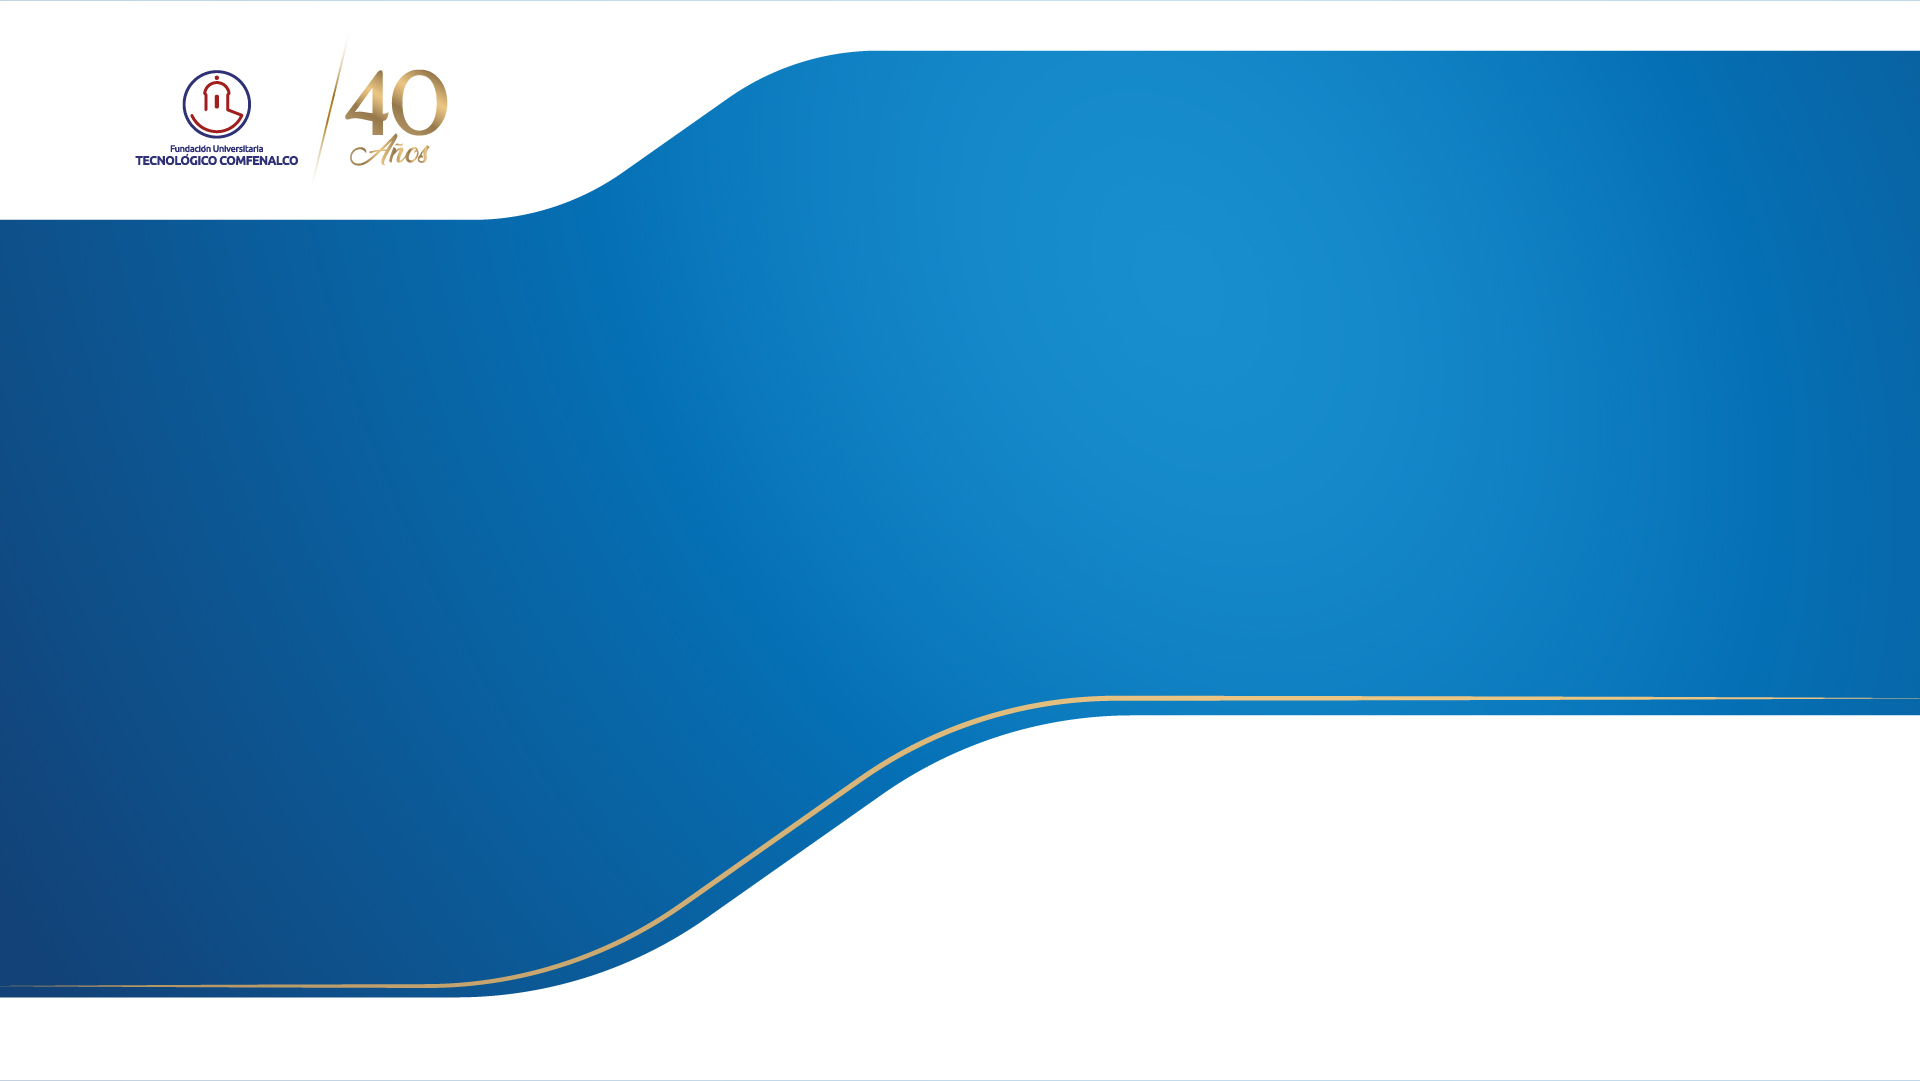 Fundación Universitaria
TECNOLÓGICO COMFENALCO
40
Años